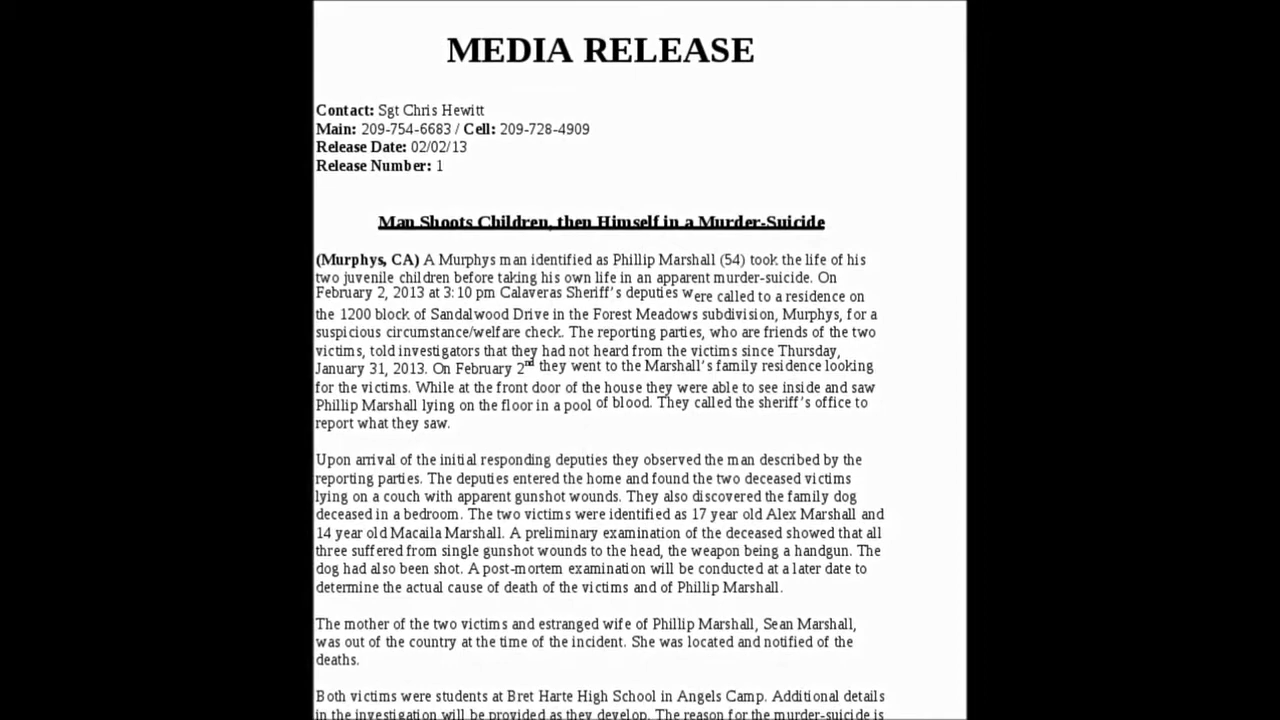 MEDIA RELEASE
Contact: Sgt Chris Hewitt
Main: 209-754-6683 / Cell: 209-728-4909
Release Date: 02/02/13
Release Number: 1
Man Shoots Children, then Himself in a Murder-Suicide
(Murphys, CA) A Murphys man identified as Phillip Marshall (54) took the life of his
two juvenile children before taking his own life in an apparent murder-suicide. On
February 2, 2013 at 3:10 pm Calaveras Sheriff's deputies were called to a residence on
the 1200 block of Sandalwood Drive in the Forest Meadows subdivision, Murphys, for a
suspicious circumstance/welfare check. The reporting parties, who are friends of the two
victims, told investigators that they had not heard from the victims since Thursday,
January 31, 2013. On February 2nd they went to the Marshall's family residence looking
for the victims. While at the front door of the house they were able to see inside and saw
Phillip Marshall lying on the floor in a pool of blood. They called the sheriff's office to
report what they saw.
Upon arrival of the initial responding deputies they observed the man described by the
reporting parties. The deputies entered the home and found the two deceased victims
lying on a couch with apparent gunshot wounds. They also discovered the family dog
deceased in a bedroom. The two victims were identified as 17 year old Alex Marshall and
14 year old Macaila Marshall. A preliminary examination of the deceased showed that all
three suffered from single gunshot wounds to the head, the weapon being a handgun. The
dog had also been shot. A post-mortem examination will be conducted at a later date to
determine the actual cause of death of the victims and of Phillip Marshall.
The mother of the two victims and estranged wife of Phillip Marshall, Sean Marshall,
was out of the country at the time of the incident. She was located and notified of the
deaths.
Both victims were students at Bret Harte High School in Angels Camp. Additional details
in the investigation will be provided as they develop. The reason for the murder-suicide is